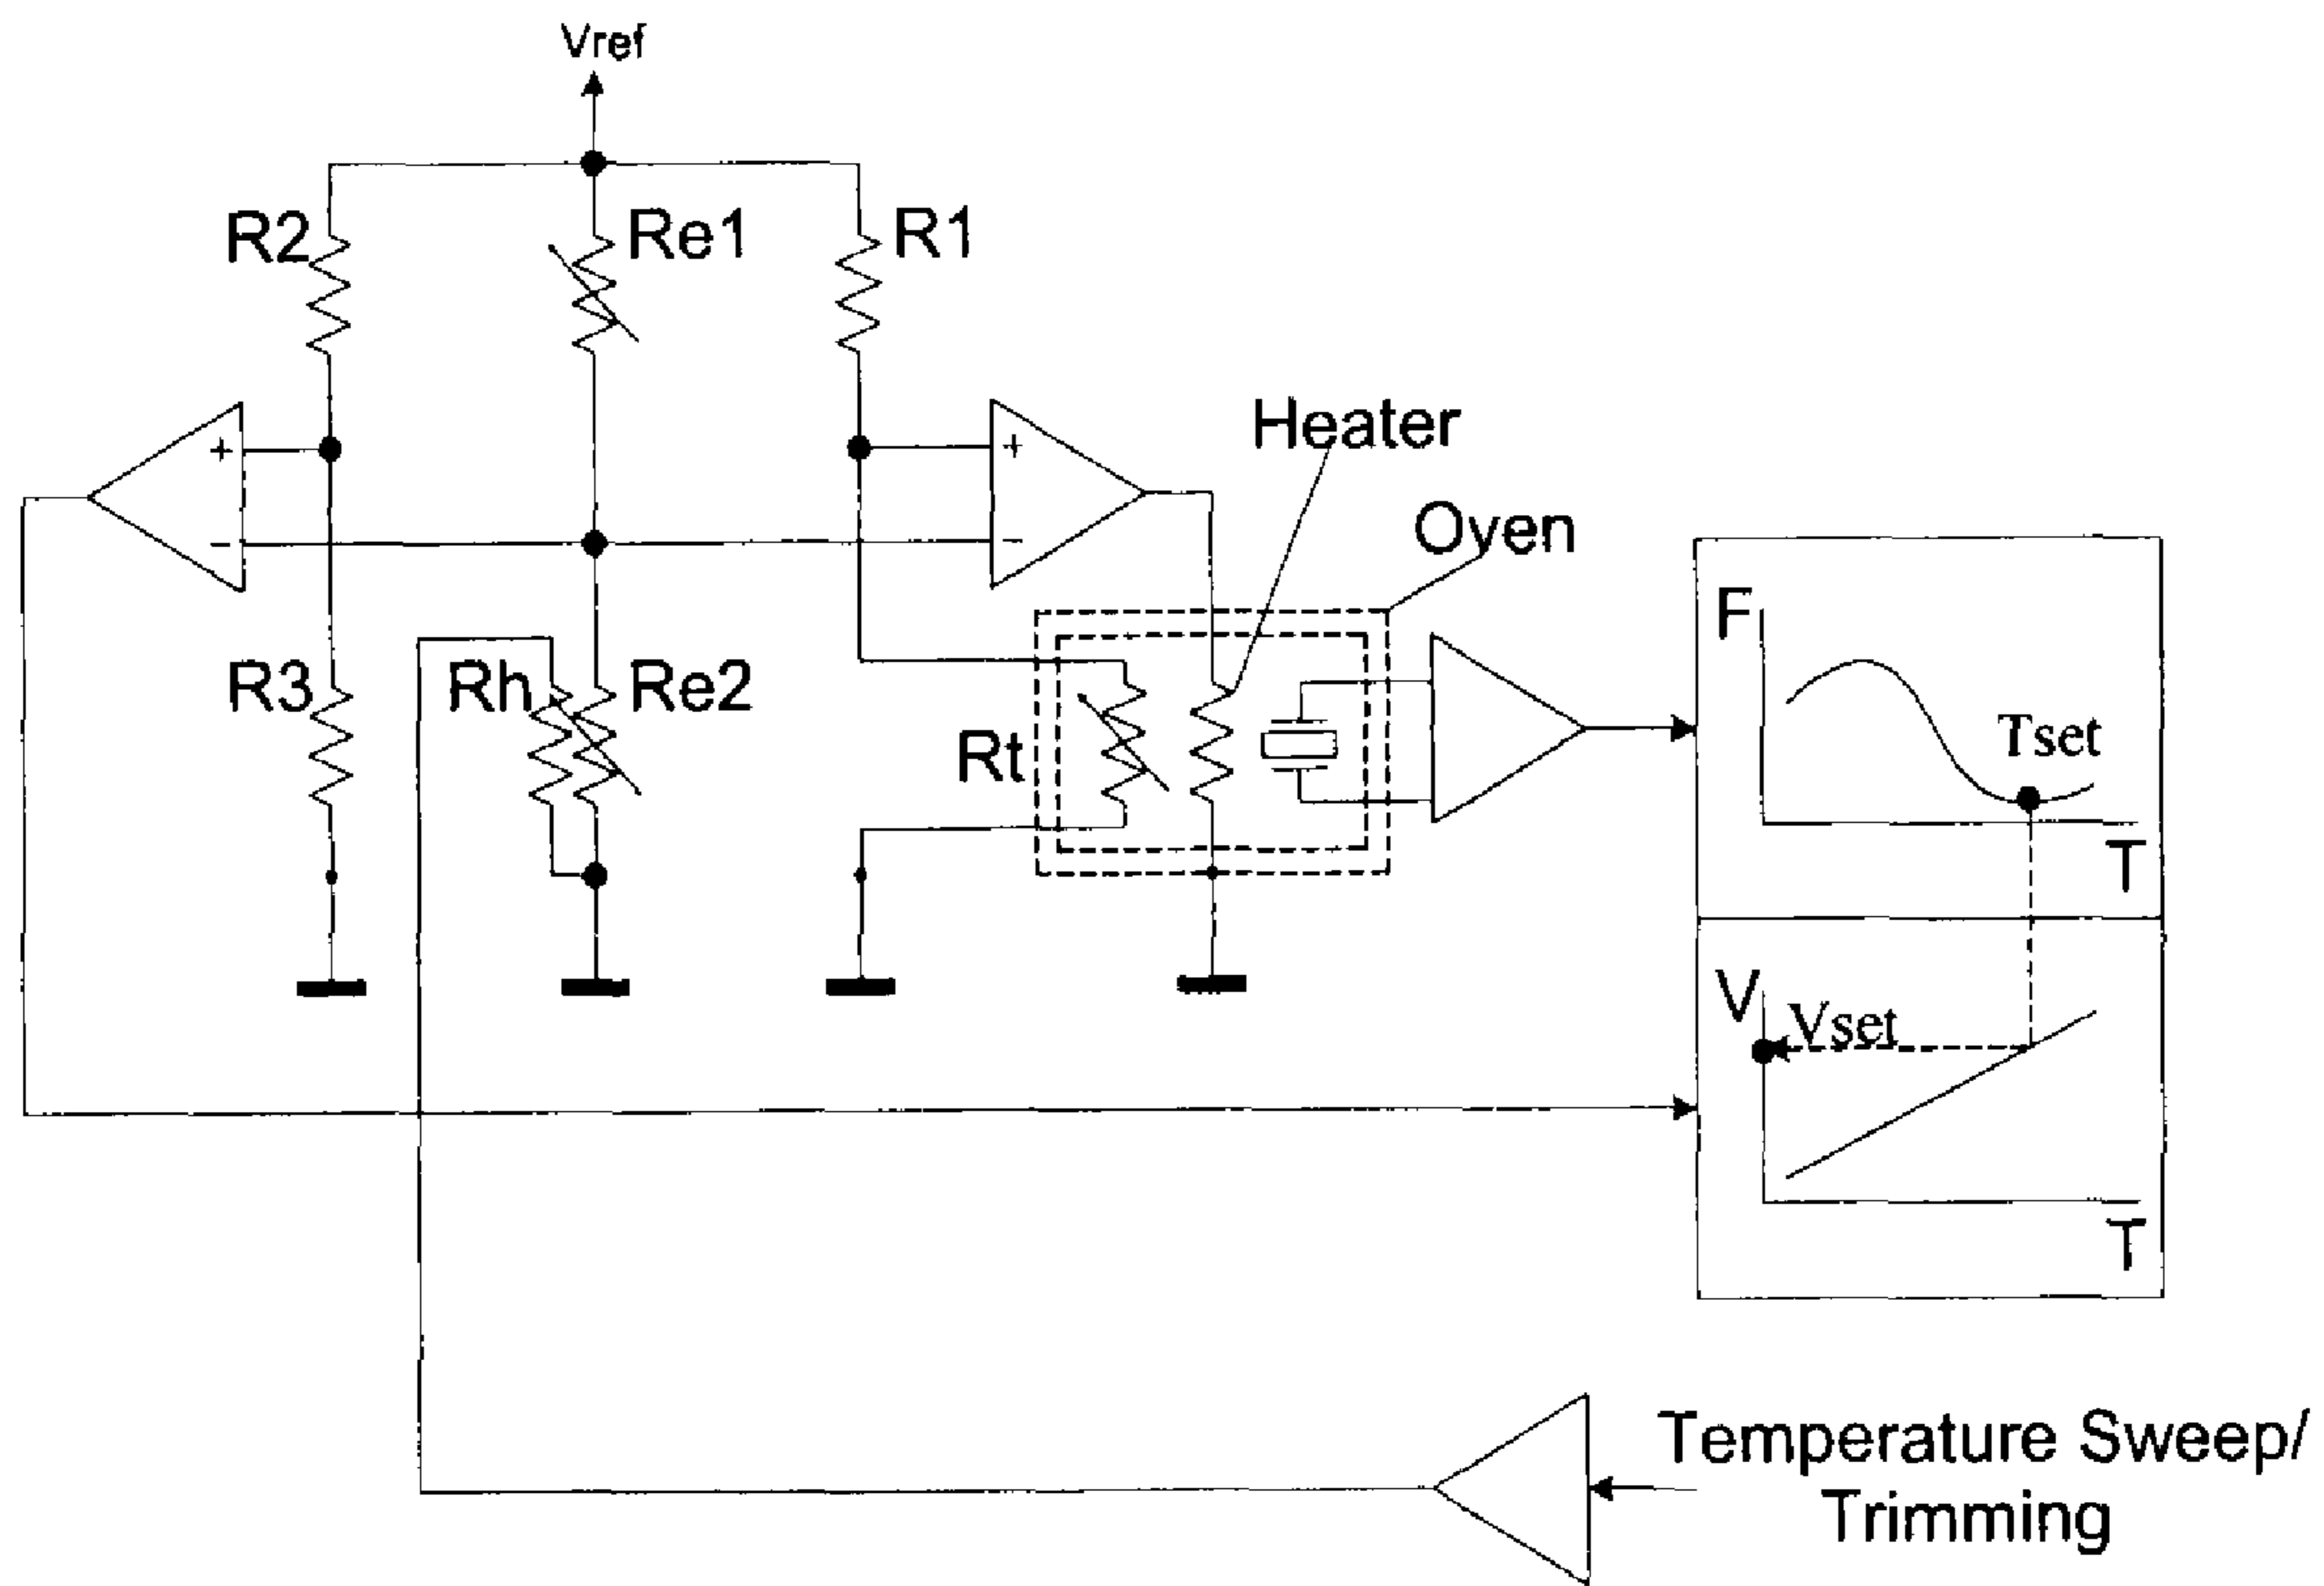 Vref
R2
Re1
R1
+
+
Heater
-
-
Oven
R3
Rh
Re2
Rt
F
Tset
T
V
Vset
T
Temperature Sweep/
Trimming